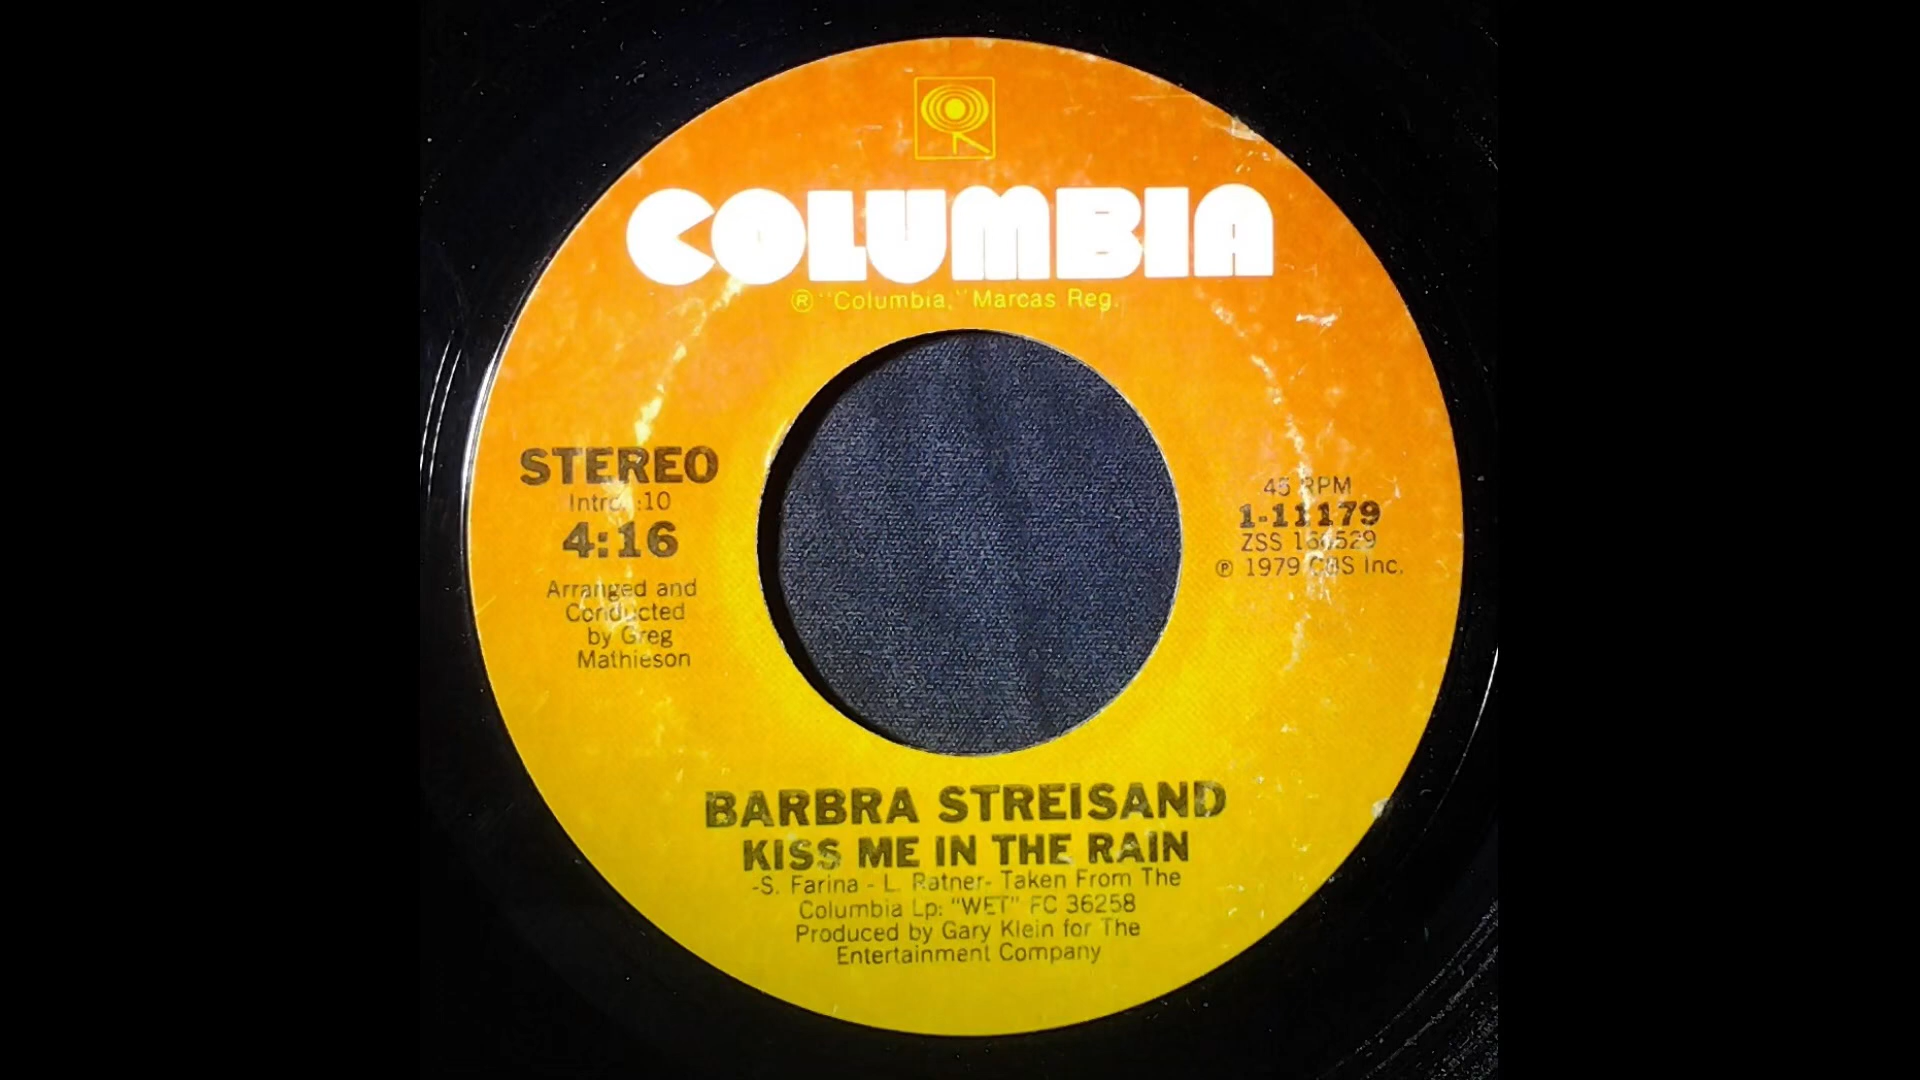 COLUMBIA
® "Columbia," Marcas Reg.
STEREO
Intro. :10
4:16
Arranged and
Conducted
by Greg
Mathieson
45 RPM
1-11179
ZSS
℗ 1979 CBS Inc.
BARBRA STREISAND
KISS ME IN THE RAIN
-S. Farina - L. Ratner- Taken From The
Columbia Lp: "WET" FC 36258
Produced by Gary Klein for The
Entertainment Company